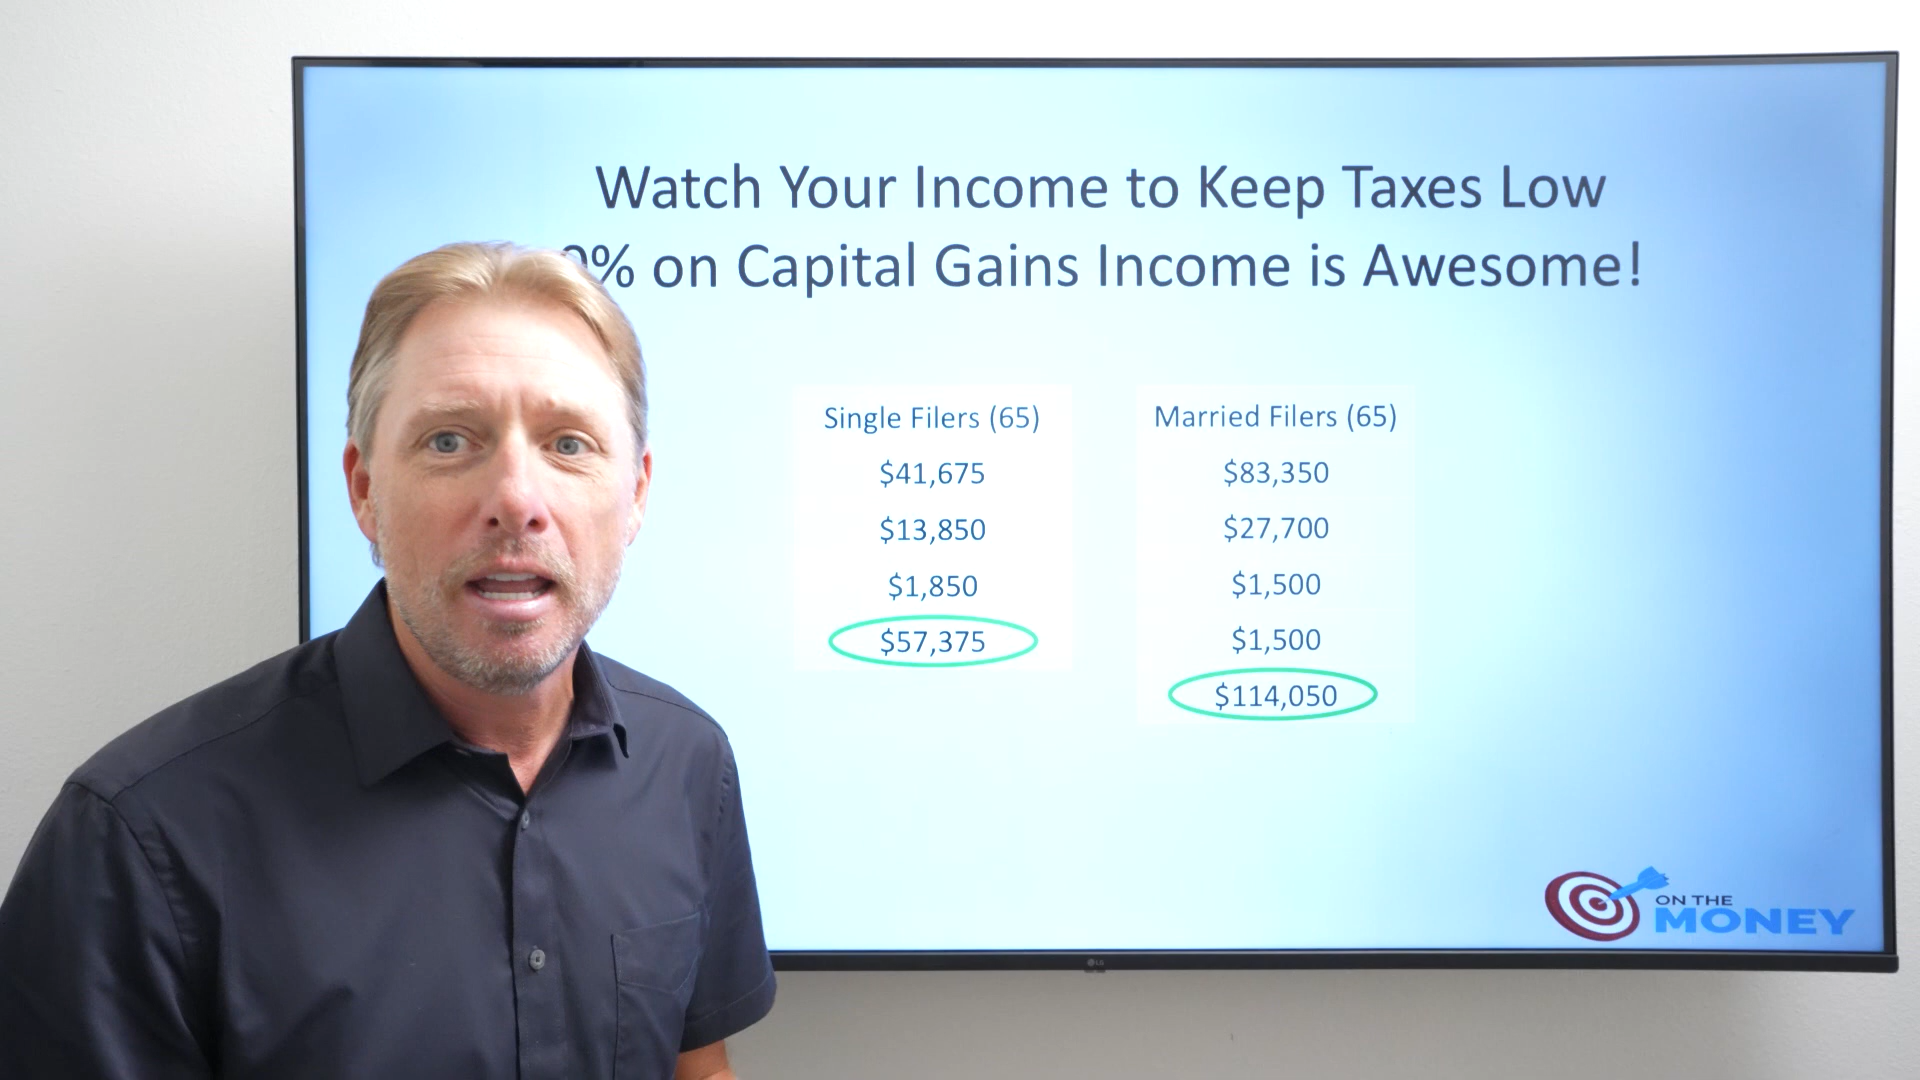 Watch Your Income to Keep Taxes Low
% on Capital Gains Income is Awesome!
Single Filers (65)
$41,675
$13,850
$1,850
$57,375
Married Filers (65)
$83,350
$27,700
$1,500
$1,500
$114,050
ON THE
MONEY
LG